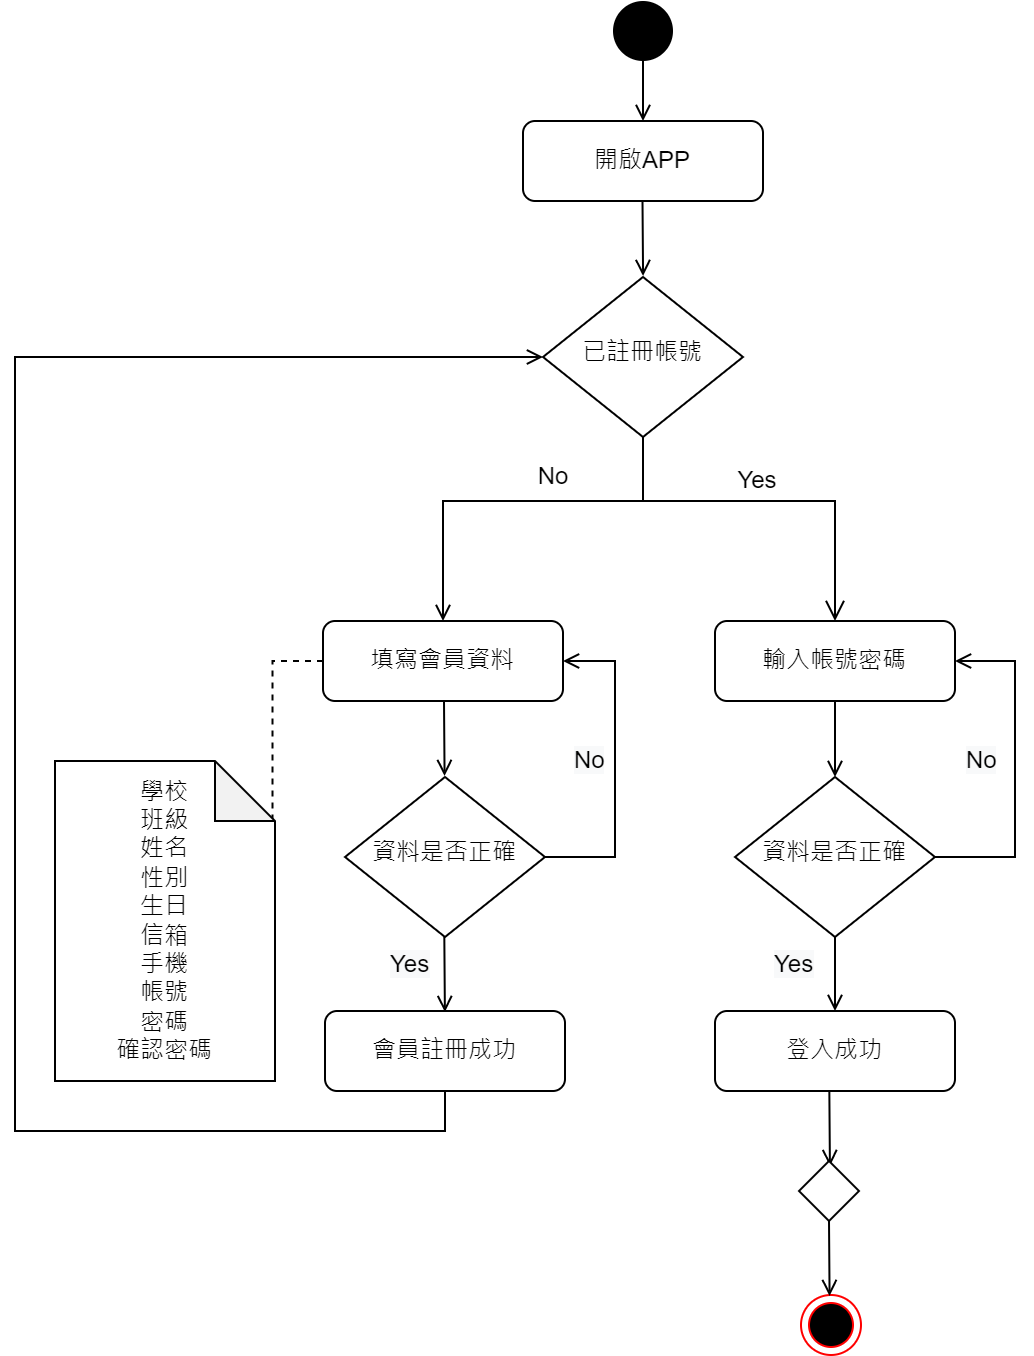 開啟APP
已註冊帳號
No
Yes
填寫會員資料
輸入帳號密碼
No
No
學校
班級
姓名
性別
生日
信箱
手機
帳號
密碼
確認密碼
資料是否正確
資料是否正確
Yes
Yes
會員註冊成功
登入成功